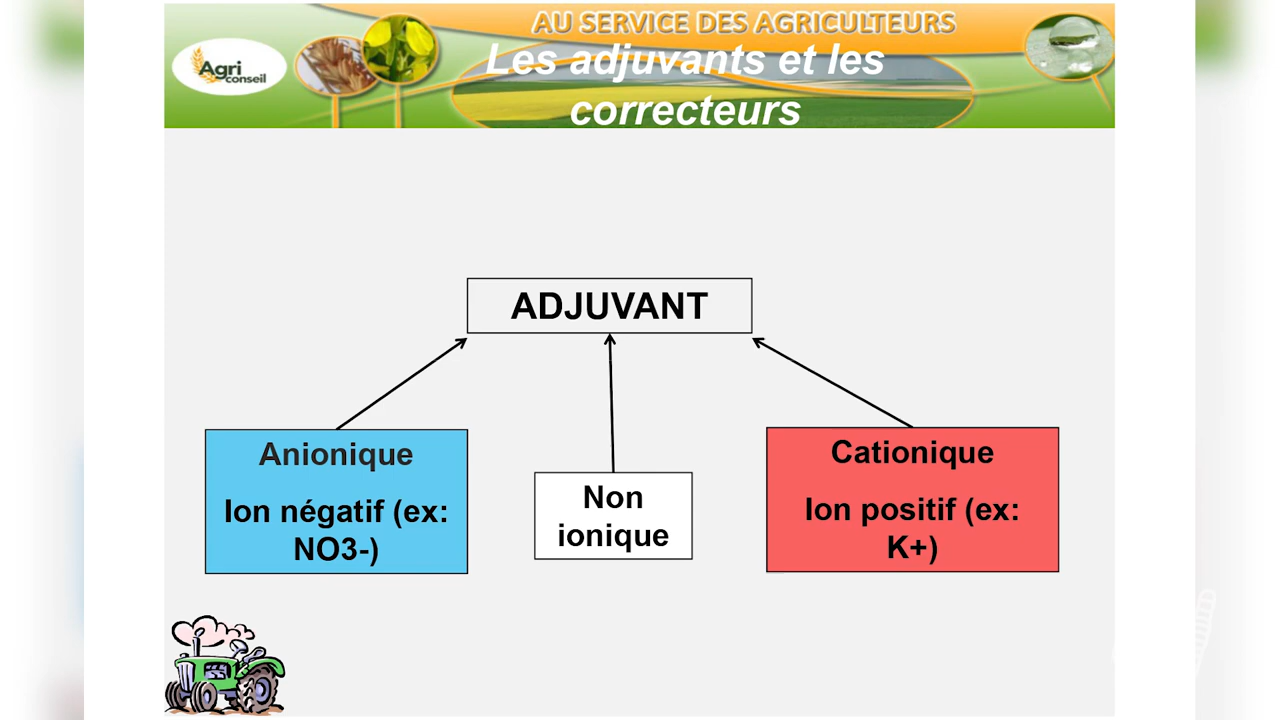 AU SERVICE DES AGRICULTEURS
Agri
conseil
Les adjuvants et les
correcteurs
ADJUVANT
Anionique
Ion négatif (ex:
NO3-)
Non
ionique
Cationique
Ion positif (ex:
K+)